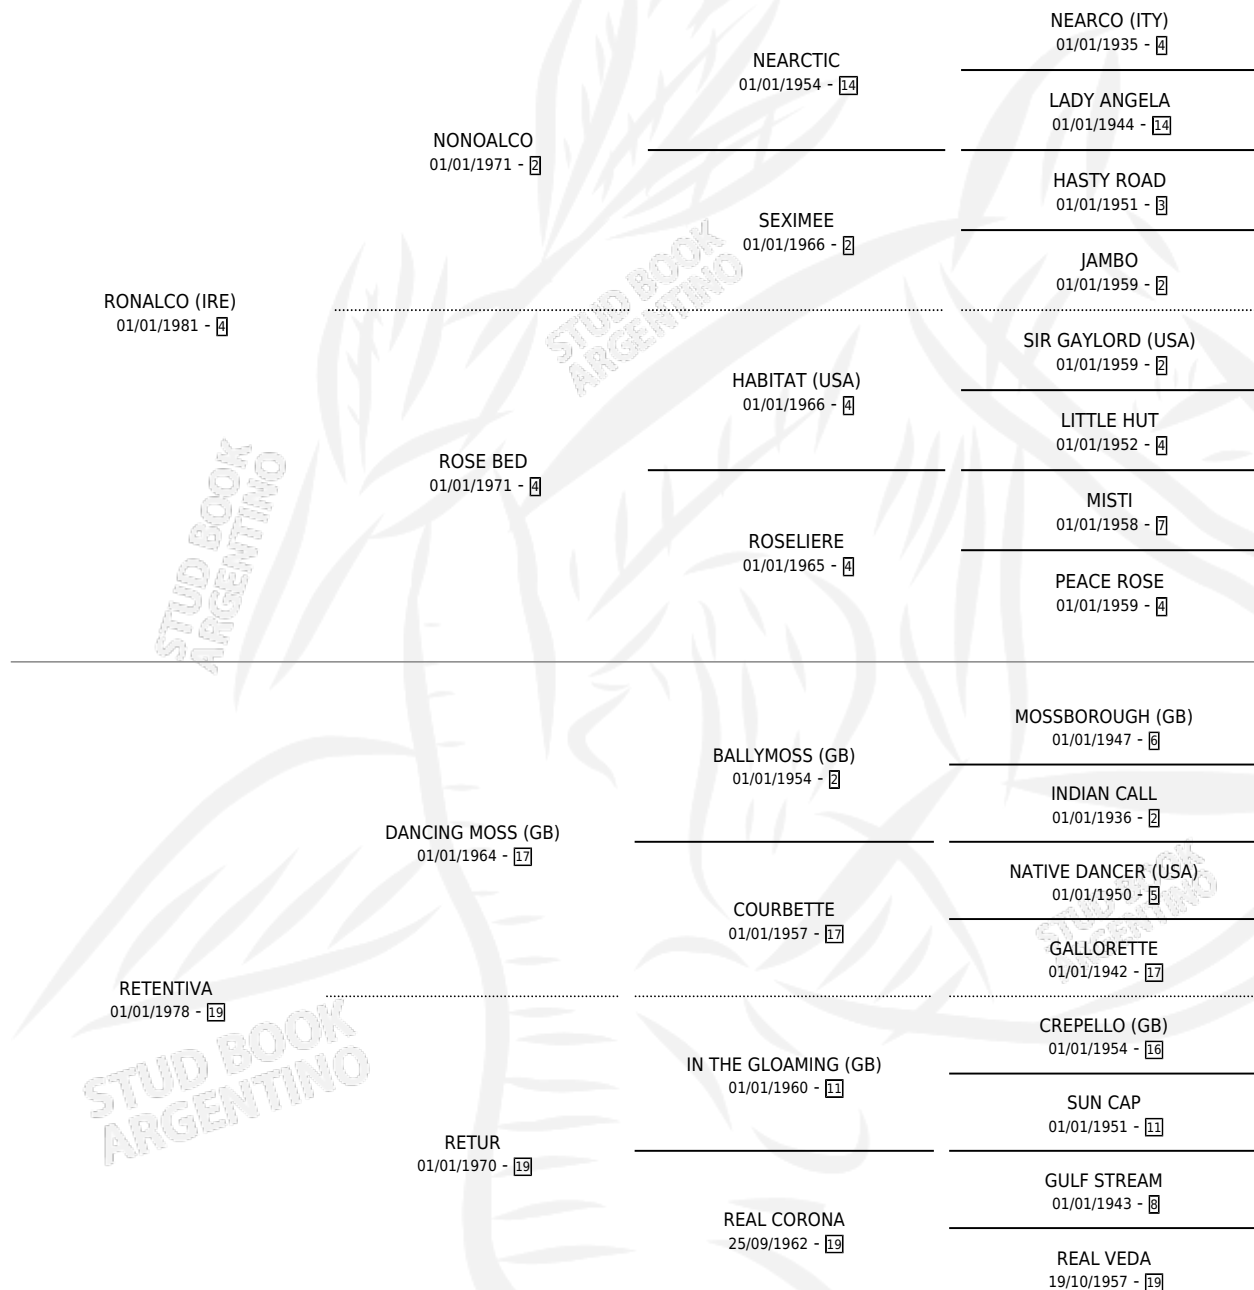 NEARCO (ITY)
01/01/1935 - 4
NEARCTIC
01/01/1954 - 14
LADY ANGELA
01/01/1944 - 14
NONOALCO
01/01/1971 - 2
HASTY ROAD
01/01/1951 - 3
SEXIMEE
01/01/1966 - 2
JAMBO
01/01/1959 - 2
RONALCO (IRE)
01/01/1981 - 4
SIR GAYLORD (USA)
01/01/1959 - 2
HABITAT (USA)
01/01/1966 - 4
LITTLE HUT
01/01/1952 - 4
ROSE BED
01/01/1971 - 4
MISTI
01/01/1958 - 7
ROSELIERE
01/01/1965 - 4
PEACE ROSE
01/01/1959 - 4
MOSSBOROUGH (GB)
01/01/1947 - 6
BALLYMOSS (GB)
01/01/1954 - 2
INDIAN CALL
01/01/1936 - 2
DANCING MOSS (GB)
01/01/1964 - 17
NATIVE DANCER (USA)
01/01/1950 - 5
COURBETTE
01/01/1957 - 17
GALLORETTE
01/01/1942 - 17
RETENTIVA
01/01/1978 - 19
CREPELLO (GB)
01/01/1954 - 16
IN THE GLOAMING (GB)
01/01/1960 - 11
SUN CAP
01/01/1951 - 11
RETUR
01/01/1970 - 19
GULF STREAM
01/01/1943 - 8
REAL CORONA
25/09/1962 - 19
REAL VEDA
19/10/1957 - 19
STUD BOOK
ARGENTINO
STUD BOOK
ARGENTINO
STUD BOOK
ARGENTINO
STUD BOOK
ARGENTINO